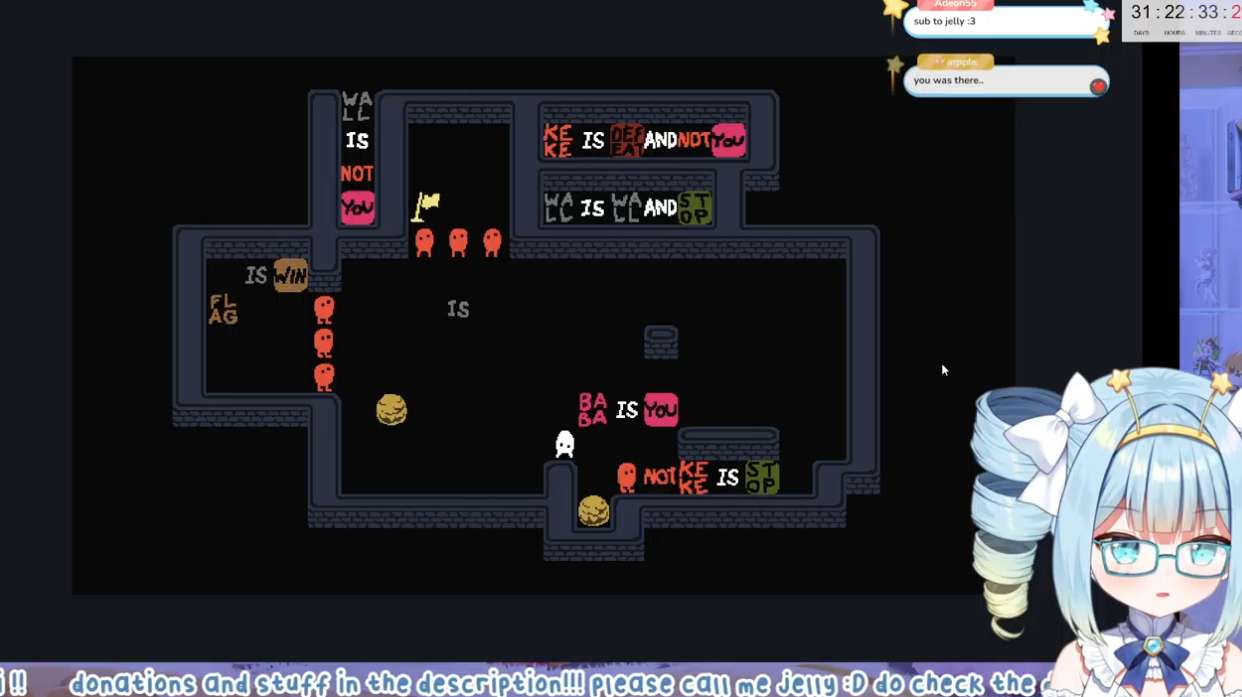 Adeon55
sub to jelly :3
31:22:33:2
DAYS HOURS MINUTES
arpple
you was there..
WALL
IS
NOT
YOU
KEKE IS DEFEAT AND NOT YOU
WALL IS WALL AND STOP
IS WIN
FLAG
IS
BABA IS YOU
NOT KEKE IS STOP
!! donations and stuff in the description!!! please call me jelly :D do check the